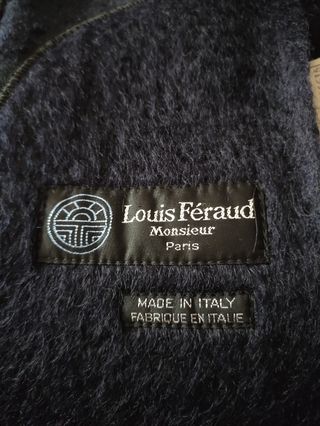 Louis Féraud
Monsieur
Paris
MADE IN ITALY
FABRIQUE EN ITALIE